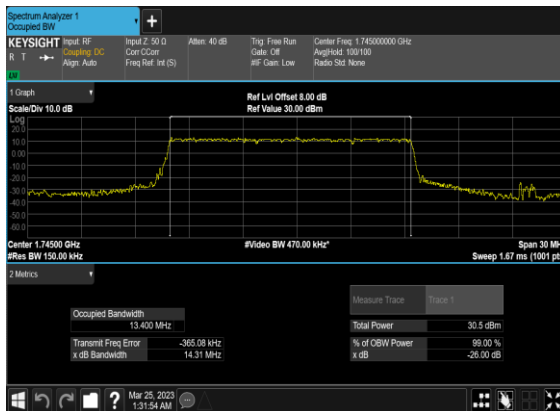 Spectrum Analyzer 1
Occupied BW
KEYSIGHT
R T
LU
Input: RF
Coupling: DC
Align: Auto
Input Z: 50 Ω
Corr CCorr
Freq Ref: Int (S)
Atten: 40 dB
Trig: Free Run
Gate: Off
#IF Gain: Low
Center Freq: 1.745000000 GHz
Avg|Hold: 100/100
Radio Std: None
1 Graph
Scale/Div 10.0 dB
Ref Lvl Offset 8.00 dB
Ref Value 30.00 dBm
Log
20.0
10.0
0.00
-10.0
-20.0
-30.0
-40.0
-50.0
-60.0
Center 1.74500 GHz
#Res BW 150.00 kHz
#Video BW 470.00 kHz*
Span 30 MH
Sweep 1.67 ms (1001 pts
2 Metrics
Measure Trace
Trace 1
Occupied Bandwidth
13.400 MHz
Total Power
30.5 dBm
Transmit Freq Error
-365.08 kHz
% of OBW Power
99.00 %
x dB Bandwidth
14.31 MHz
x dB
-26.00 dB
Mar 25, 2023
1:31:54 AM